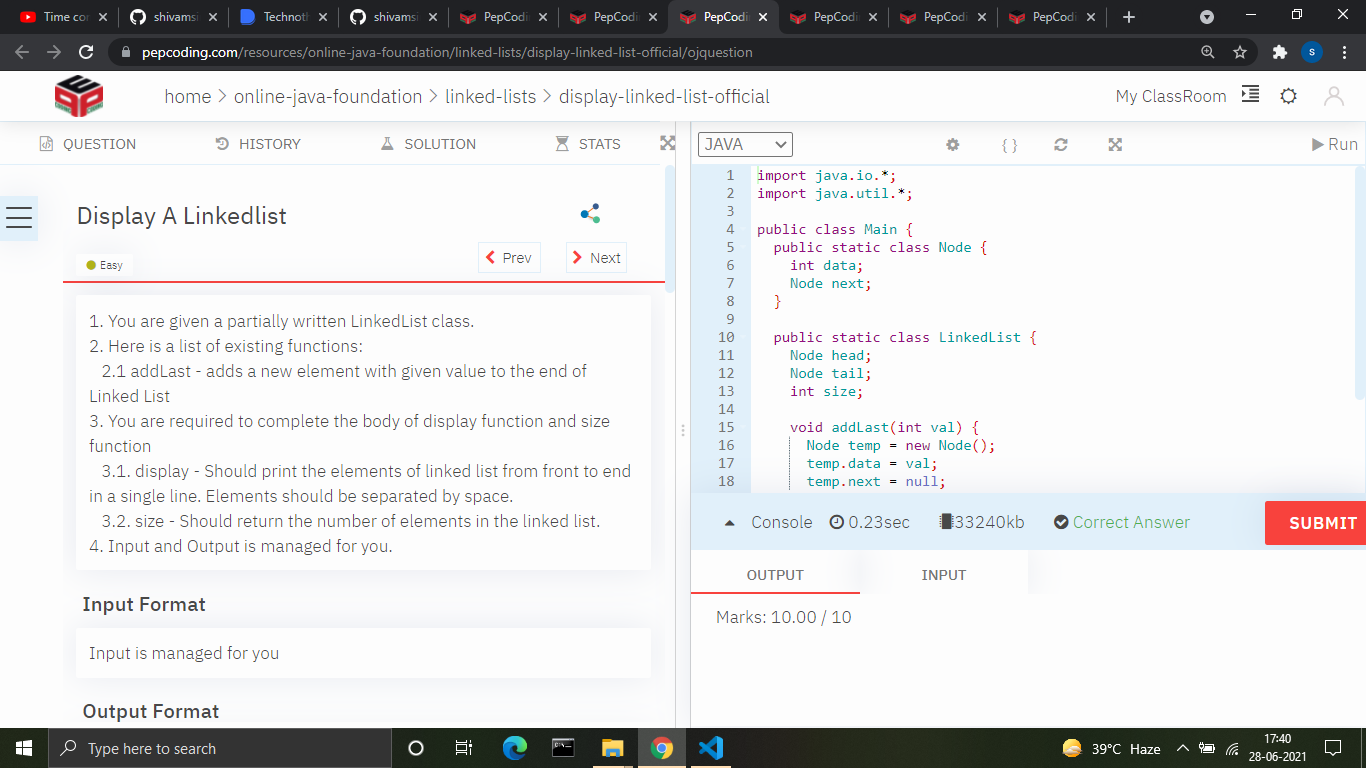 Time co
shivamsi
Technoth
shivamsi
PepCodi
PepCodi
PepCodi
PepCodi
PepCodi
PepCodi
pepcoding.com/resources/online-java-foundation/linked-lists/display-linked-list-official/ojquestion
S
home > online-java-foundation > linked-lists > display-linked-list-official
My ClassRoom
QUESTION HISTORY SOLUTION STATS
Display A Linkedlist
Easy
Prev Next
1. You are given a partially written LinkedList class.
2. Here is a list of existing functions:
2.1 addLast - adds a new element with given value to the end of
Linked List
3. You are required to complete the body of display function and size
function
3.1. display - Should print the elements of linked list from front to end
in a single line. Elements should be separated by space.
3.2. size - Should return the number of elements in the linked list.
4. Input and Output is managed for you.
Input Format
Input is managed for you
Output Format
JAVA { } Run
1 import java.io.*;
2 import java.util.*;
3
4 public class Main {
5 public static class Node {
6 int data;
7 Node next;
8 }
9
10 public static class LinkedList {
11 Node head;
12 Node tail;
13 int size;
14
15 void addLast(int val) {
16 Node temp = new Node();
17 temp.data = val;
18 temp.next = null;
Console 0.23sec 33240kb Correct Answer SUBMIT
OUTPUT INPUT
Marks: 10.00 / 10
Type here to search
39°C Haze
17:40
28-06-2021